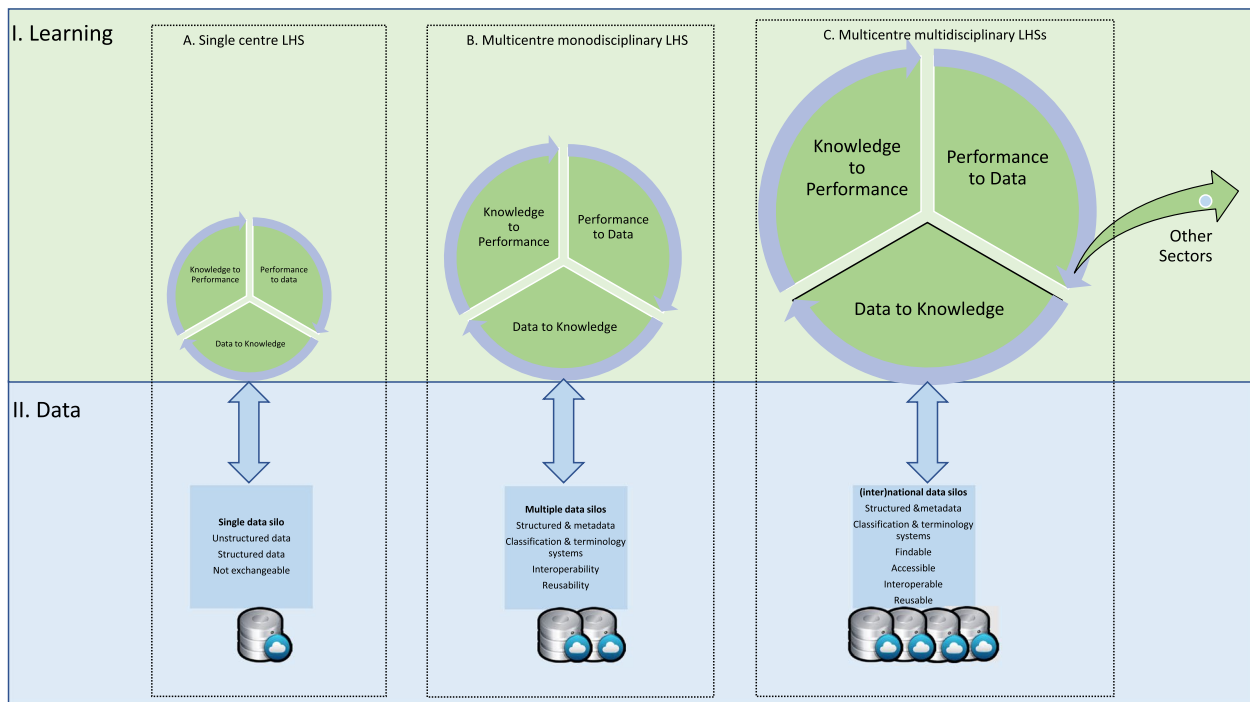 I. Learning
A. Single centre LHS
Knowledge to
Performance
Performance
to data
Data to Knowledge
B. Multicentre monodisciplinary LHS
Knowledge
to
Performance
Performance
to Data
Data to Knowledge
C. Multicentre multidisciplinary LHSs
Knowledge
to
Performance
Performance
to Data
Data to Knowledge
Other
Sectors
II. Data
Single data silo
Unstructured data
Structured data
Not exchangeable
Multiple data silos
Structured & metadata
Classification & terminology
systems
Interoperability
Reusability
(inter)national data silos
Structured &metadata
Classification & terminology
systems
Findable
Accessible
Interoperable
Reusable